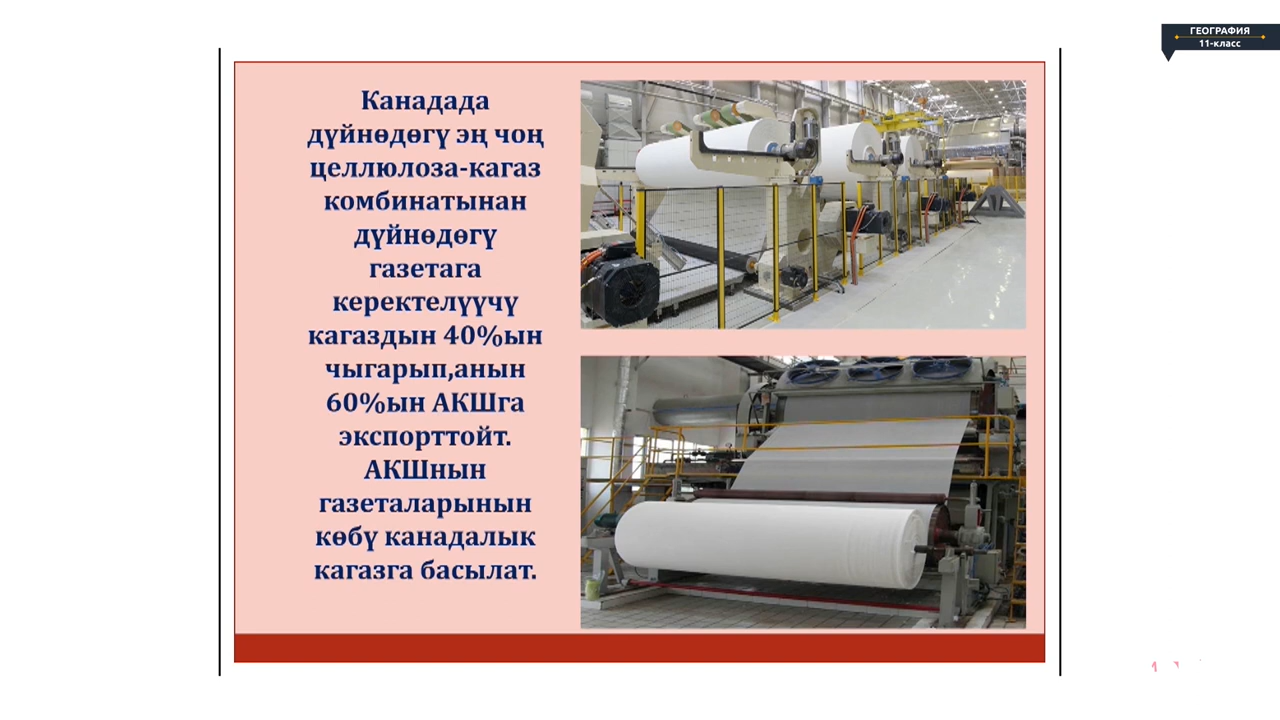 ГЕОГРАФИЯ
11-класс
Канадада
дүйнөдөгү эң чоң
целлюлоза-кагаз
комбинатынан
дүйнөдөгү
газетага
керектелүүчү
кагаздын 40%ын
чыгарып,анын
60%ын АКШга
экспорттойт.
АКШнын
газеталарынын
көбү канадалык
кагазга басылат.